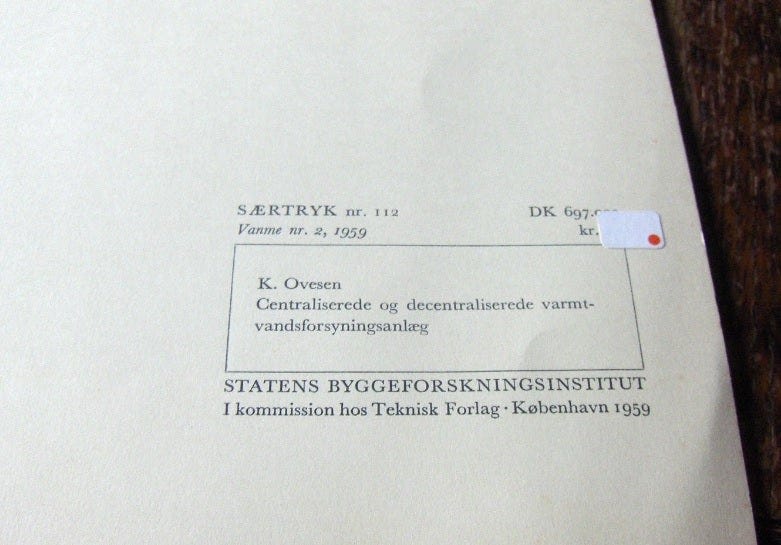 SÆRTRYK nr. 112 DK 697.
Vanme nr. 2, 1959 kr.
K. Ovesen
Centraliserede og decentraliserede varmt-
vandsforsyningsanlæg
STATENS BYGGEFORSKNINGSINSTITUT
I kommission hos Teknisk Forlag · København 1959